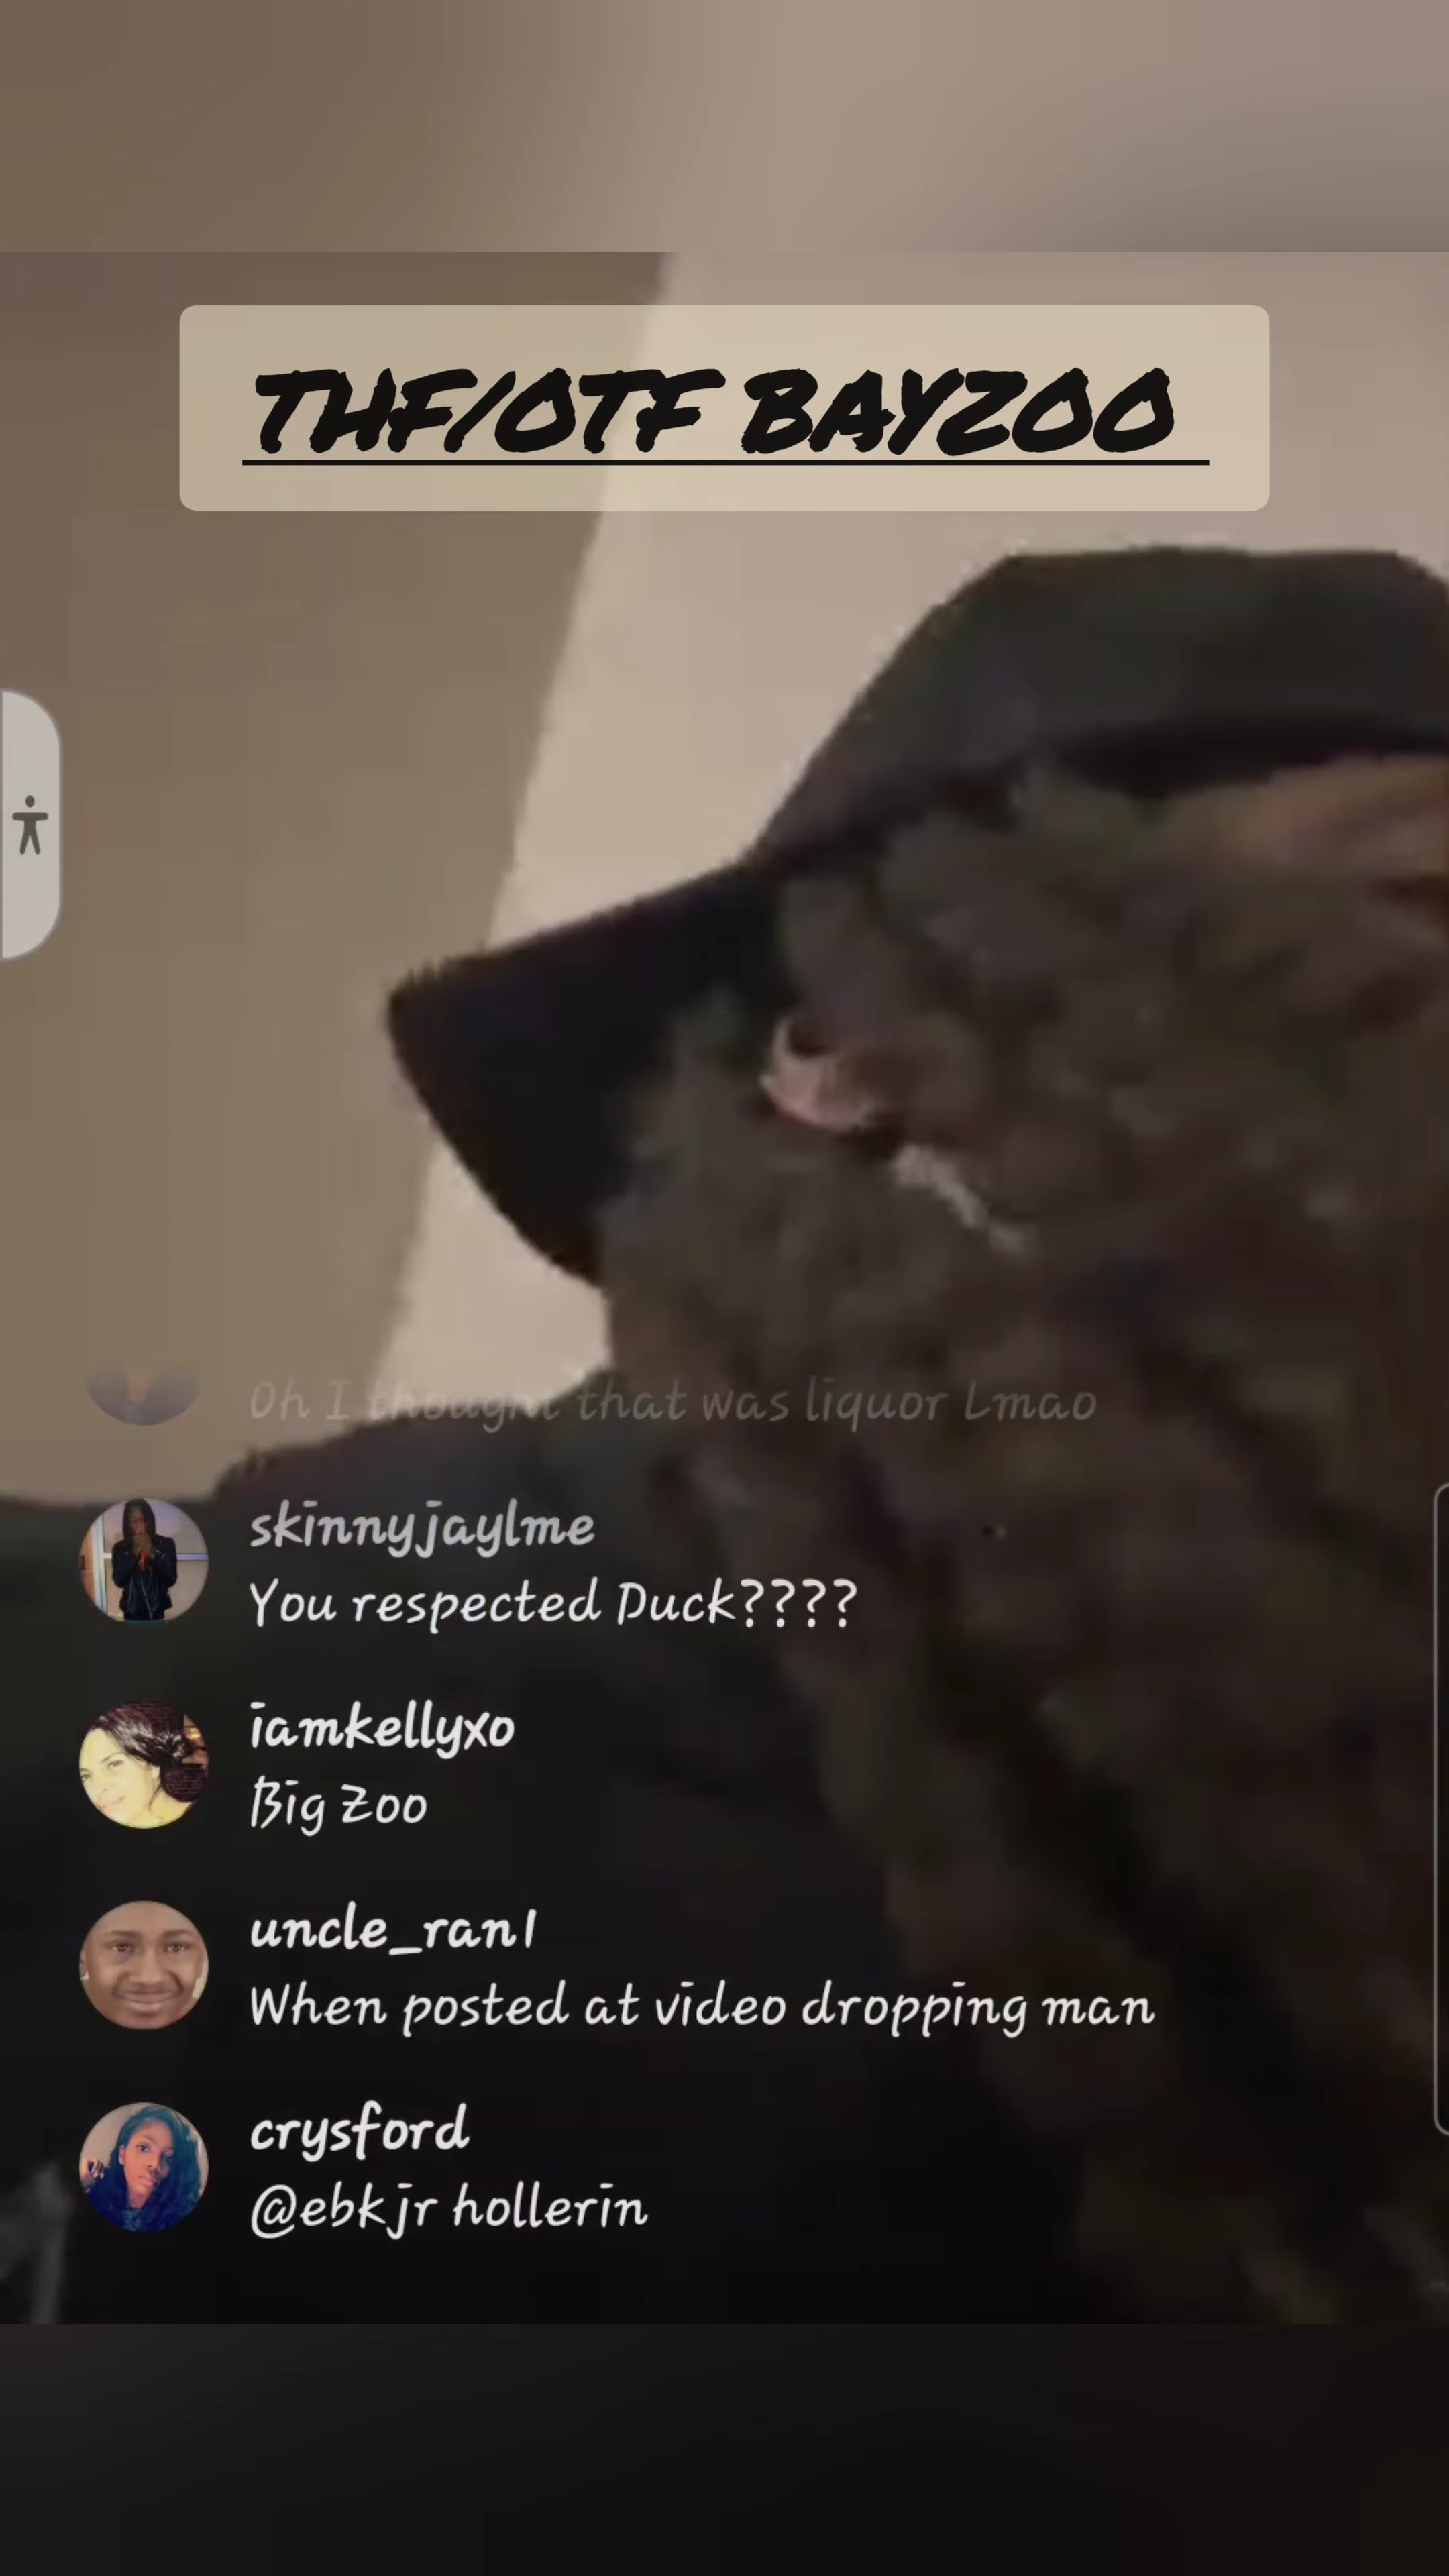 THF/OTF BAYZOO
Oh I thought that was liquor Lmao
skinnyjaylme
You respected Duck????
iamkellyxo
Big Zoo
uncle_ran1
When posted at video dropping man
crysford
@ebkjr hollerin